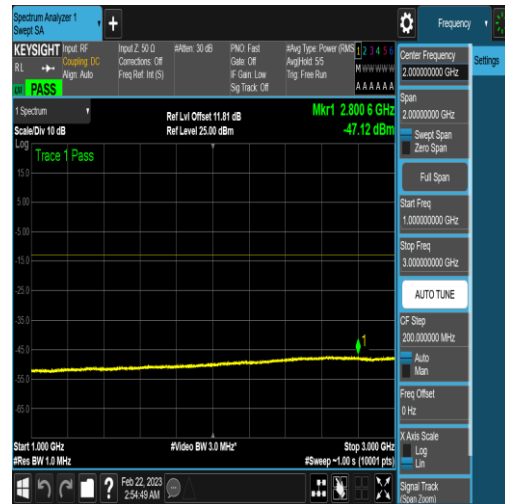 Spectrum Analyzer 1
Swept SA
Frequency
KEYSIGHT
Input: RF
Coupling: DC
Align: Auto
Input Z: 50 Ω
Corrections: Off
Freq Ref: Int (S)
#Atten: 30 dB
PNO: Fast
Gate: Off
IF Gain: Low
Sig Track: Off
#Avg Type: Power (RMS
Avg|Hold: 5/5
Trig: Free Run
1 2 3 4 5 6
M W W W W W
A A A A A A
R L
PASS
Center Frequency
2.000000000 GHz
Settings
Span
2.00000000 GHz
Swept Span
Zero Span
Full Span
Start Freq
1.000000000 GHz
Stop Freq
3.000000000 GHz
AUTO TUNE
CF Step
200.000000 MHz
Auto
Man
Freq Offset
0 Hz
X Axis Scale
Log
Lin
Signal Track
(Span Zoom)
1 Spectrum
Scale/Div 10 dB
Ref Lvl Offset 11.81 dB
Ref Level 25.00 dBm
Mkr1 2.800 6 GHz
-47.12 dBm
Log
Trace 1 Pass
15.0
5.00
-5.00
-15.0
-25.0
-35.0
-45.0
-55.0
-65.0
1
Start 1.000 GHz
#Res BW 1.0 MHz
#Video BW 3.0 MHz*
Stop 3.000 GHz
#Sweep ~1.00 s (10001 pts)
?
Feb 22, 2023
2:54:49 AM